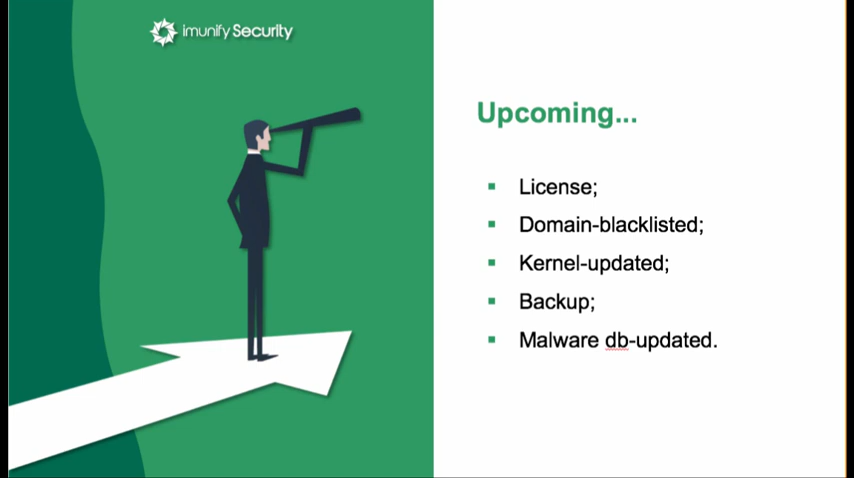 imunify Security
Upcoming...
License;
Domain-blacklisted;
Kernel-updated;
Backup;
Malware db-updated.